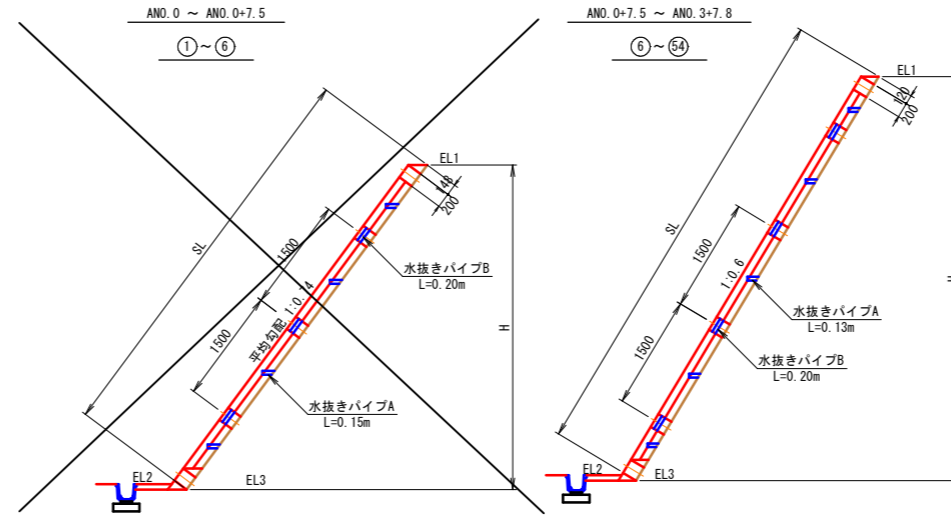 ANO.0 ～ ANO.0+7.5
①～⑥
EL1
148
200
SL
1500
1500
平均勾配 1:0.74
水抜きパイプB
L=0.20m
水抜きパイプA
L=0.15m
H
EL2
EL3
ANO.0+7.5 ～ ANO.3+7.8
⑥～54
EL1
120
200
SL
1500
1500
1:0.6
水抜きパイプA
L=0.13m
水抜きパイプB
L=0.20m
EL2
EL3